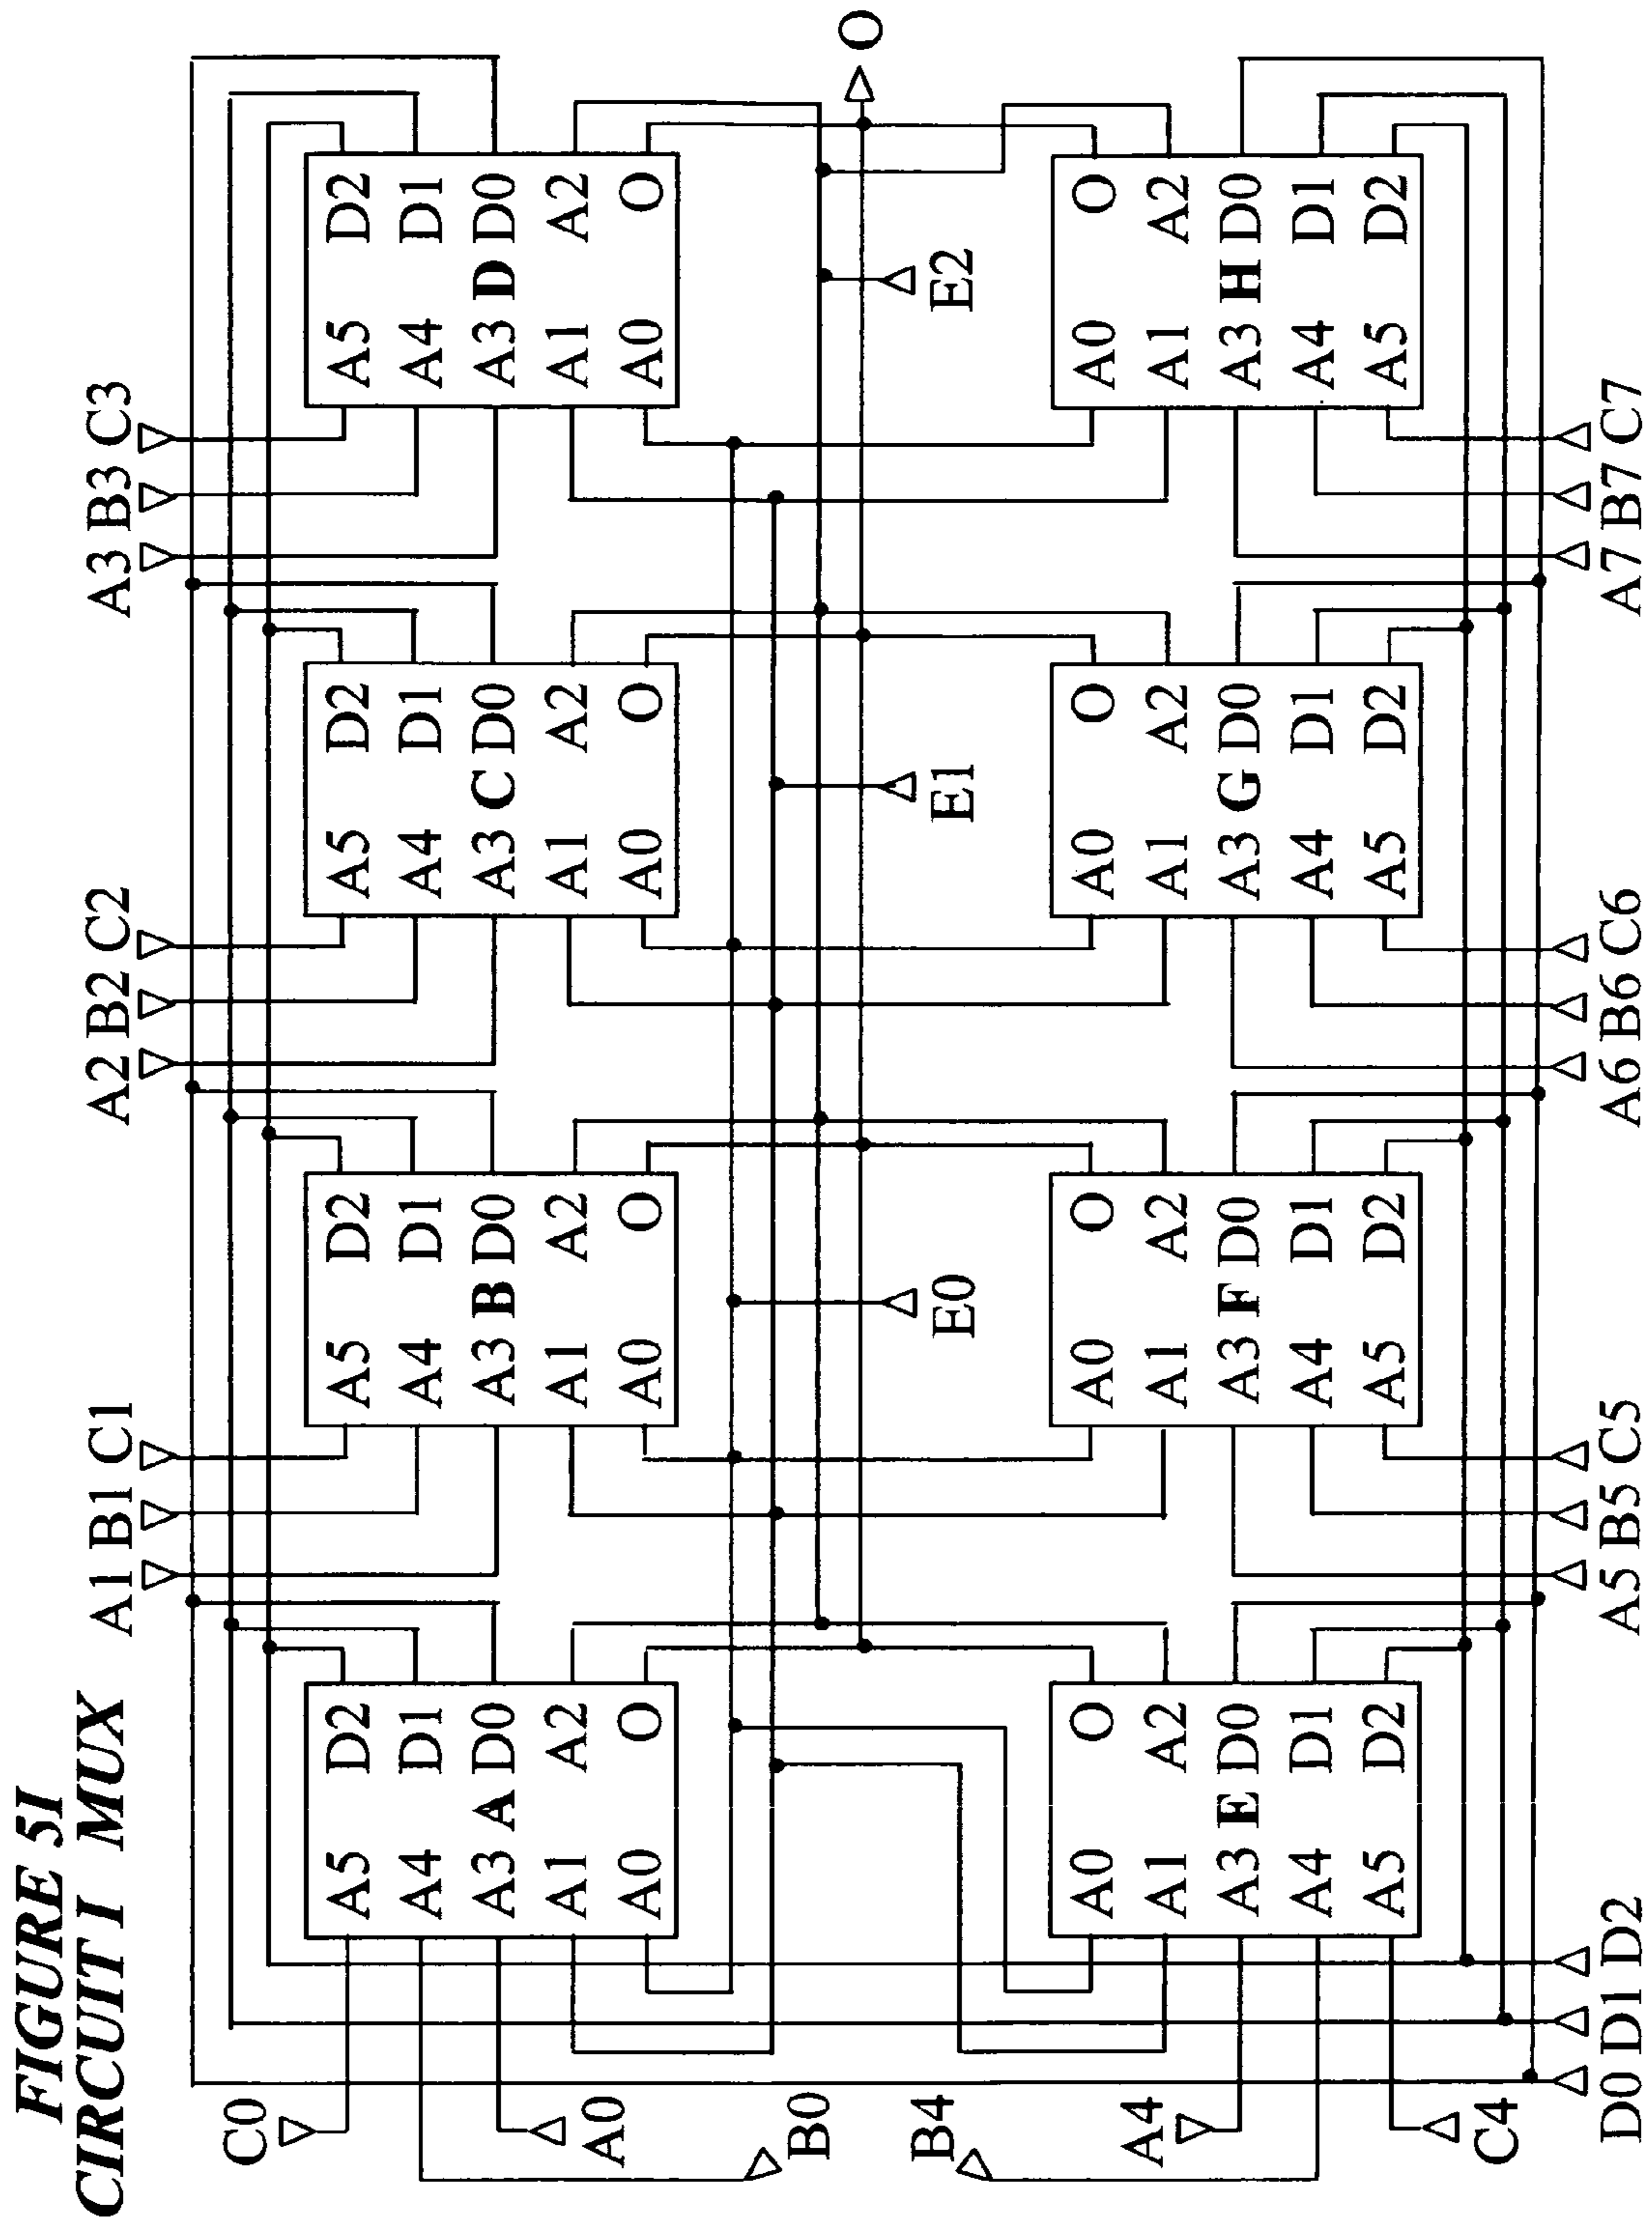 FIGURE 5I
CIRCUIT I MUX
A1 B1 C1 A2 B2 C2 A3 B3 C3
C0
A5 D2 A5 D2 A5 D2 A5 D2
A4 D1 A4 D1 A4 D1 A4 D1
A3 A D0 A3 B D0 A3 C D0 A3 D D0
A1 A2 A1 A2 A1 A2 A1 A2
A0
A0 O A0 O A0 O A0 O
B0
O
B4 E0 E1 E2
A0 O A0 O A0 O A0 O
A4
A1 A2 A1 A2 A1 A2 A1 A2
A3 E D0 A3 F D0 A3 G D0 A3 H D0
A4 D1 A4 D1 A4 D1 A4 D1
A5 D2 A5 D2 A5 D2 A5 D2
C4
D0 D1 D2 A5 B5 C5 A6 B6 C6 A7 B7 C7